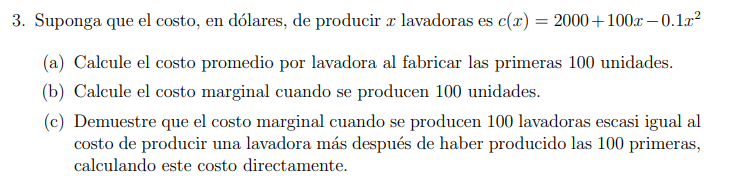 3. Suponga que el costo, en dólares, de producir x lavadoras es c(x) = 2000+100x−0.1x²
(a) Calcule el costo promedio por lavadora al fabricar las primeras 100 unidades.
(b) Calcule el costo marginal cuando se producen 100 unidades.
(c) Demuestre que el costo marginal cuando se producen 100 lavadoras escasi igual al
costo de producir una lavadora más después de haber producido las 100 primeras,
calculando este costo directamente.